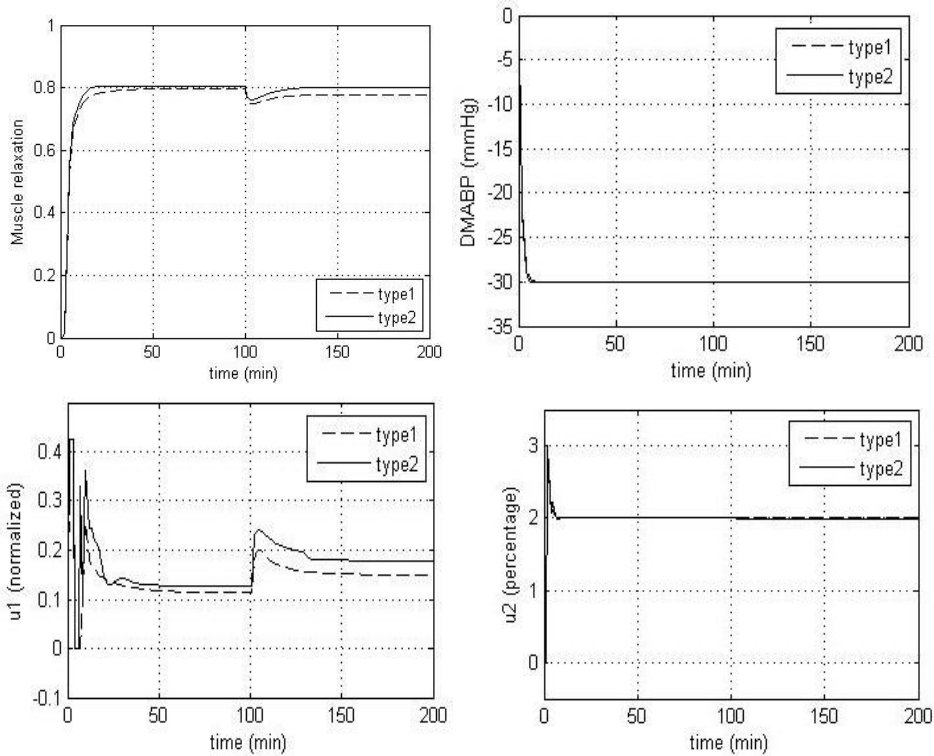 Muscle relaxation
1
0.8
0.6
0.4
0.2
0
0 50 100 150 200
time (min)
type1
type2
DMABP (mmHg)
0
-5
-10
-15
-20
-25
-30
-35
0 50 100 150 200
time (min)
type1
type2
u1 (normalized)
0.4
0.3
0.2
0.1
0
-0.1
0 50 100 150 200
time (min)
type1
type2
u2 (percentage)
3
2
1
0
0 50 100 150 200
time (min)
type1
type2